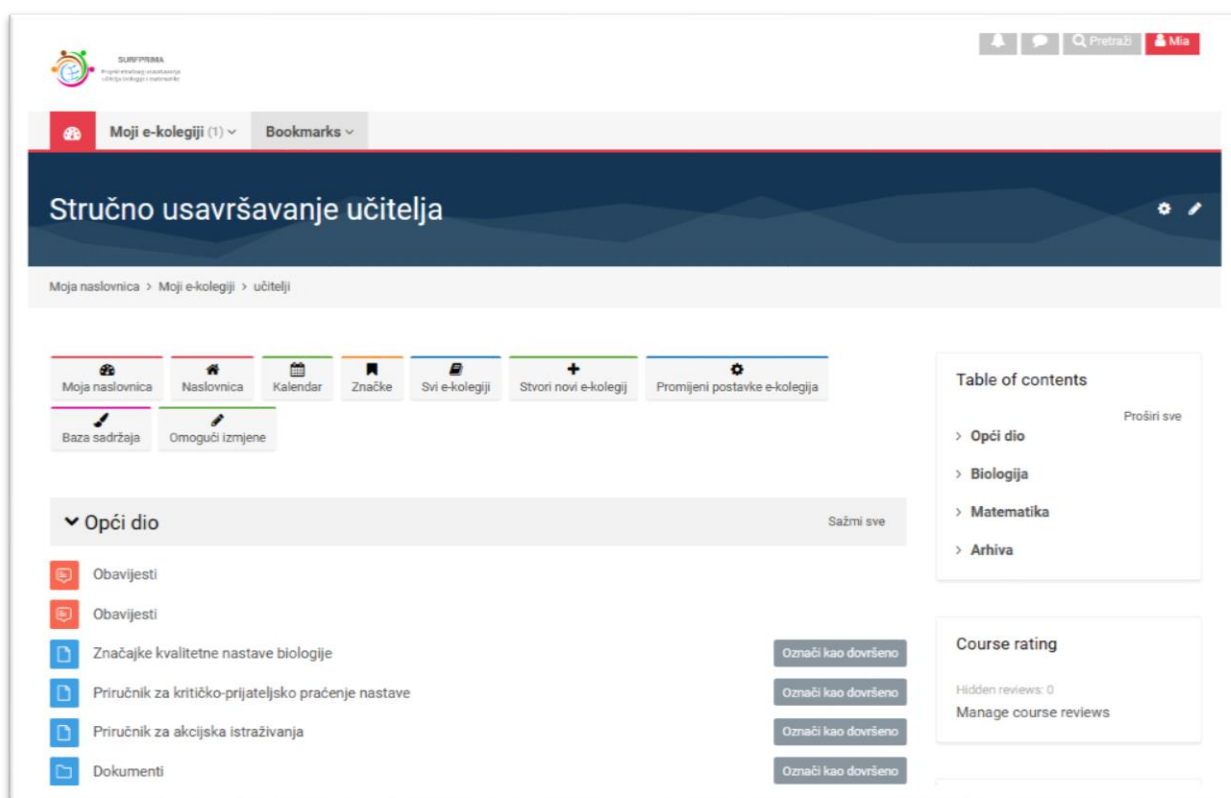 SURFPRIMA
Pretraži
Mia
Moji e-kolegiji (1)
Bookmarks
Stručno usavršavanje učitelja
Moja naslovnica > Moji e-kolegiji > učitelji
Moja naslovnica
Naslovnica
Kalendar
Značke
Svi e-kolegiji
Stvori novi e-kolegij
Promijeni postavke e-kolegija
Baza sadržaja
Omogući izmjene
Opći dio
Sažmi sve
Obavijesti
Obavijesti
Značajke kvalitetne nastave biologije
Označi kao dovršeno
Priručnik za kritičko-prijateljsko praćenje nastave
Označi kao dovršeno
Priručnik za akcijska istraživanja
Označi kao dovršeno
Dokumenti
Označi kao dovršeno
Table of contents
Proširi sve
> Opći dio
> Biologija
> Matematika
> Arhiva
Course rating
Hidden reviews: 0
Manage course reviews